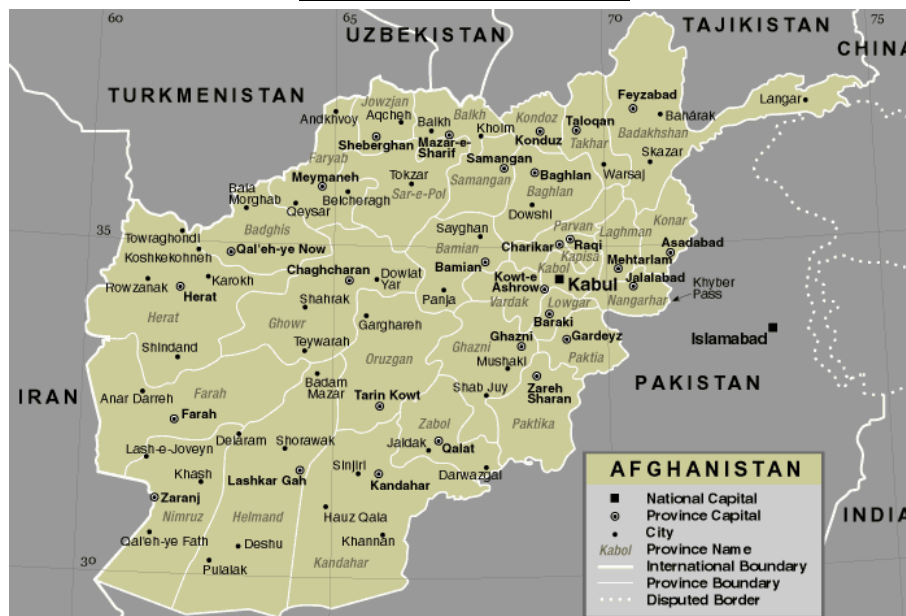 60
65
70
75
UZBEKISTAN
TAJIKISTAN
CHINA
TURKMENISTAN
Feyzabad
Langar
Baharak
Badakhshan
Jowzjan
Andkhvoy
Aqcheh
Balkh
Balkh
Kholm
Kondoz
Konduz
Taloqan
Takhar
Sheberghan
Mazar-e-
Sharif
Faryab
Samangan
Samangan
Skazar
Warsaj
Meymaneh
Tokzar
Sar-e-Pol
Belcheragh
Baghlan
Baghlan
Bala
Morghab
Qeysar
Dowshi
Badghis
Konar
35
Towraghondi
Koshkekohneh
Qal'eh-ye Now
Sayghan
Bamian
Bamian
Parvan
Charikar
Raqi
Kapisa
Laghman
Asadabad
Mehtarlam
Chaghcharan
Dowlat
Yar
Kowt-e
Ashrow
Kabol
Kabul
Jalalabad
Khyber
Pass
Rowzanak
Karokh
Herat
Panja
Vardak
Lowgar
Nangarhar
Shahrak
Herat
Ghowr
Gharghareh
Baraki
Islamabad
Teywarah
Ghazni
Ghazni
Gardeyz
Shindand
Oruzgan
Mushaki
Paktia
IRAN
PAKISTAN
Anar Darreh
Farah
Badam
Mazar
Shab Juy
Zareh
Sharan
Farah
Tarin Kowt
Zabol
Paktika
Delaram
Shorawak
Jaldak
Qalat
Lash-e-Joveyn
Khash
Lashkar Gah
Sinjiri
Kandahar
Darwazgai
Zaranj
Nimruz
Helmand
Hauz Qala
INDIA
Qal'eh-ye Fath
Deshu
Khannan
30
Pulalak
Kandahar
AFGHANISTAN
National Capital
Province Capital
City
Kabol Province Name
International Boundary
Province Boundary
Disputed Border